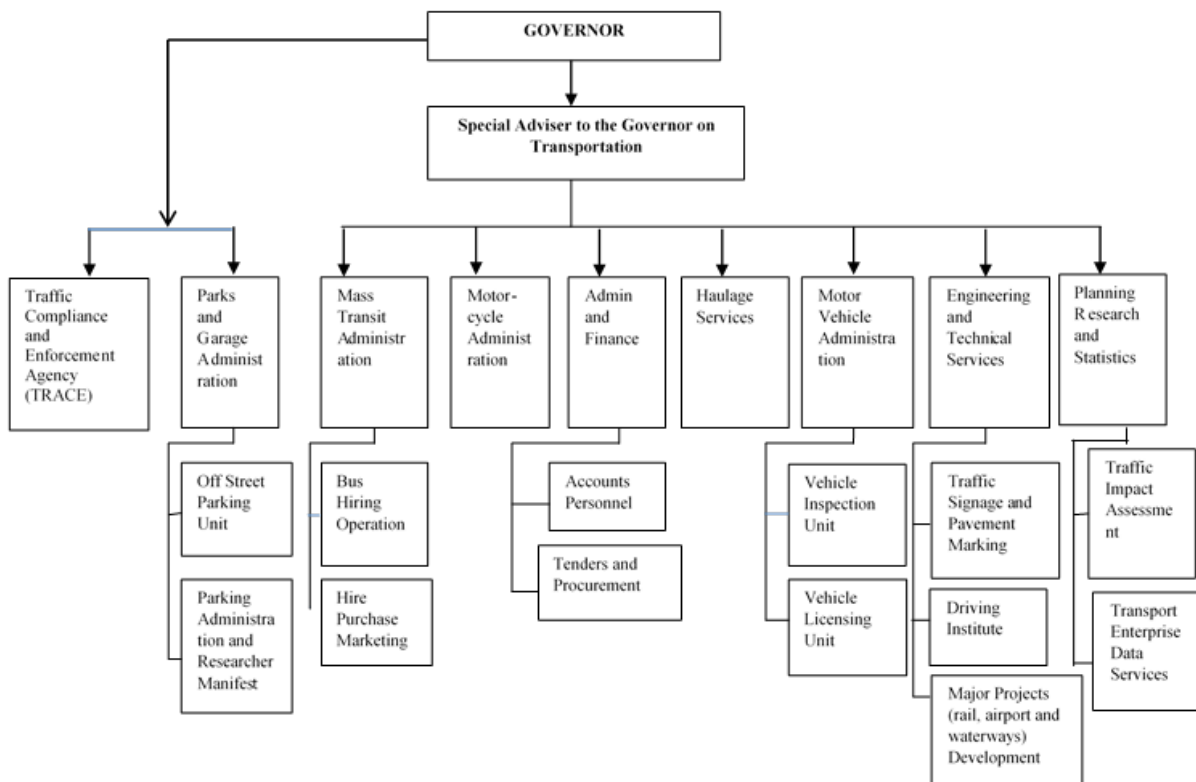 GOVERNOR
Special Adviser to the Governor on
Transportation
Traffic
Compliance
and
Enforcement
Agency
(TRACE)
Parks
and
Garage
Administ
ration
Mass
Transit
Administr
ation
Motor-
cycle
Administ
ration
Admin
and
Finance
Haulage
Services
Motor
Vehicle
Administra
tion
Engineering
and
Technical
Services
Planning
Research
and
Statistics
Off Street
Parking
Unit
Bus
Hiring
Operation
Accounts
Personnel
Vehicle
Inspection
Unit
Traffic
Signage and
Pavement
Marking
Traffic
Impact
Assessme
nt
Parking
Administra
tion and
Researcher
Manifest
Hire
Purchase
Marketing
Tenders and
Procurement
Vehicle
Licensing
Unit
Driving
Institute
Transport
Enterprise
Data
Services
Major Projects
(rail, airport and
waterways)
Development